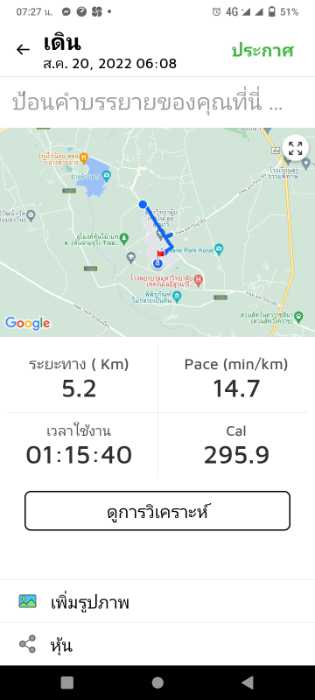 07:27 น.
4G
51%
เดิน
ส.ค. 20, 2022 06:08
ประกาศ
ป้อนคำบรรยายของคุณที่นี่ ...
Google
ระยะทาง ( Km)
Pace (min/km)
5.2
14.7
เวลาใช้งาน
Cal
01:15:40
295.9
ดูการวิเคราะห์
เพิ่มรูปภาพ
หุ้น